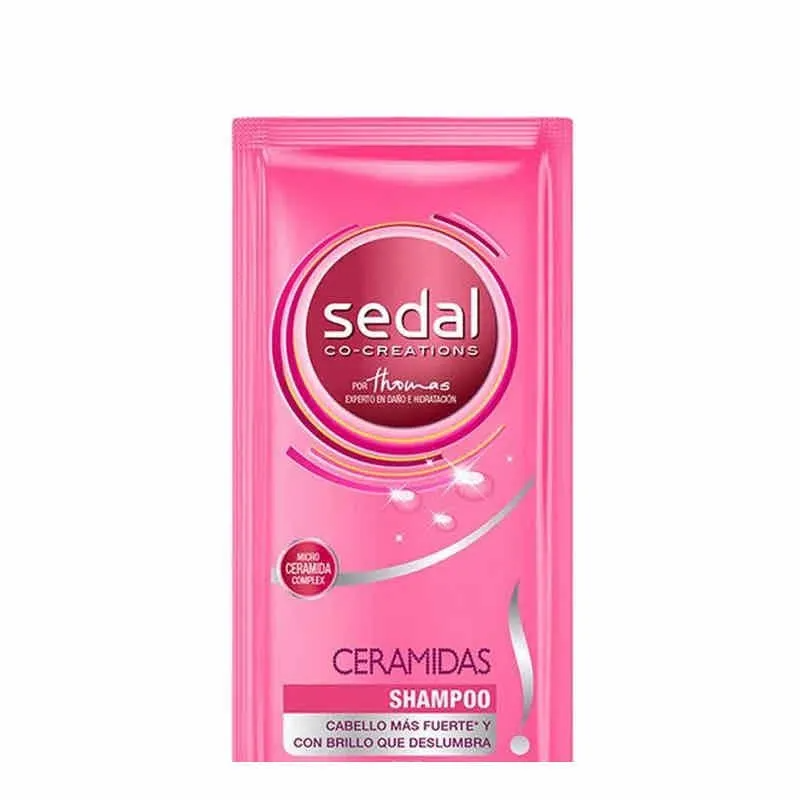 sedal
CO-CREATIONS
POR Thomas
EXPERTO EN DAÑO E HIDRATACIÓN
MICRO
CERAMIDA
COMPLEX
CERAMIDAS
SHAMPOO
CABELLO MÁS FUERTE* Y
CON BRILLO QUE DESLUMBRA